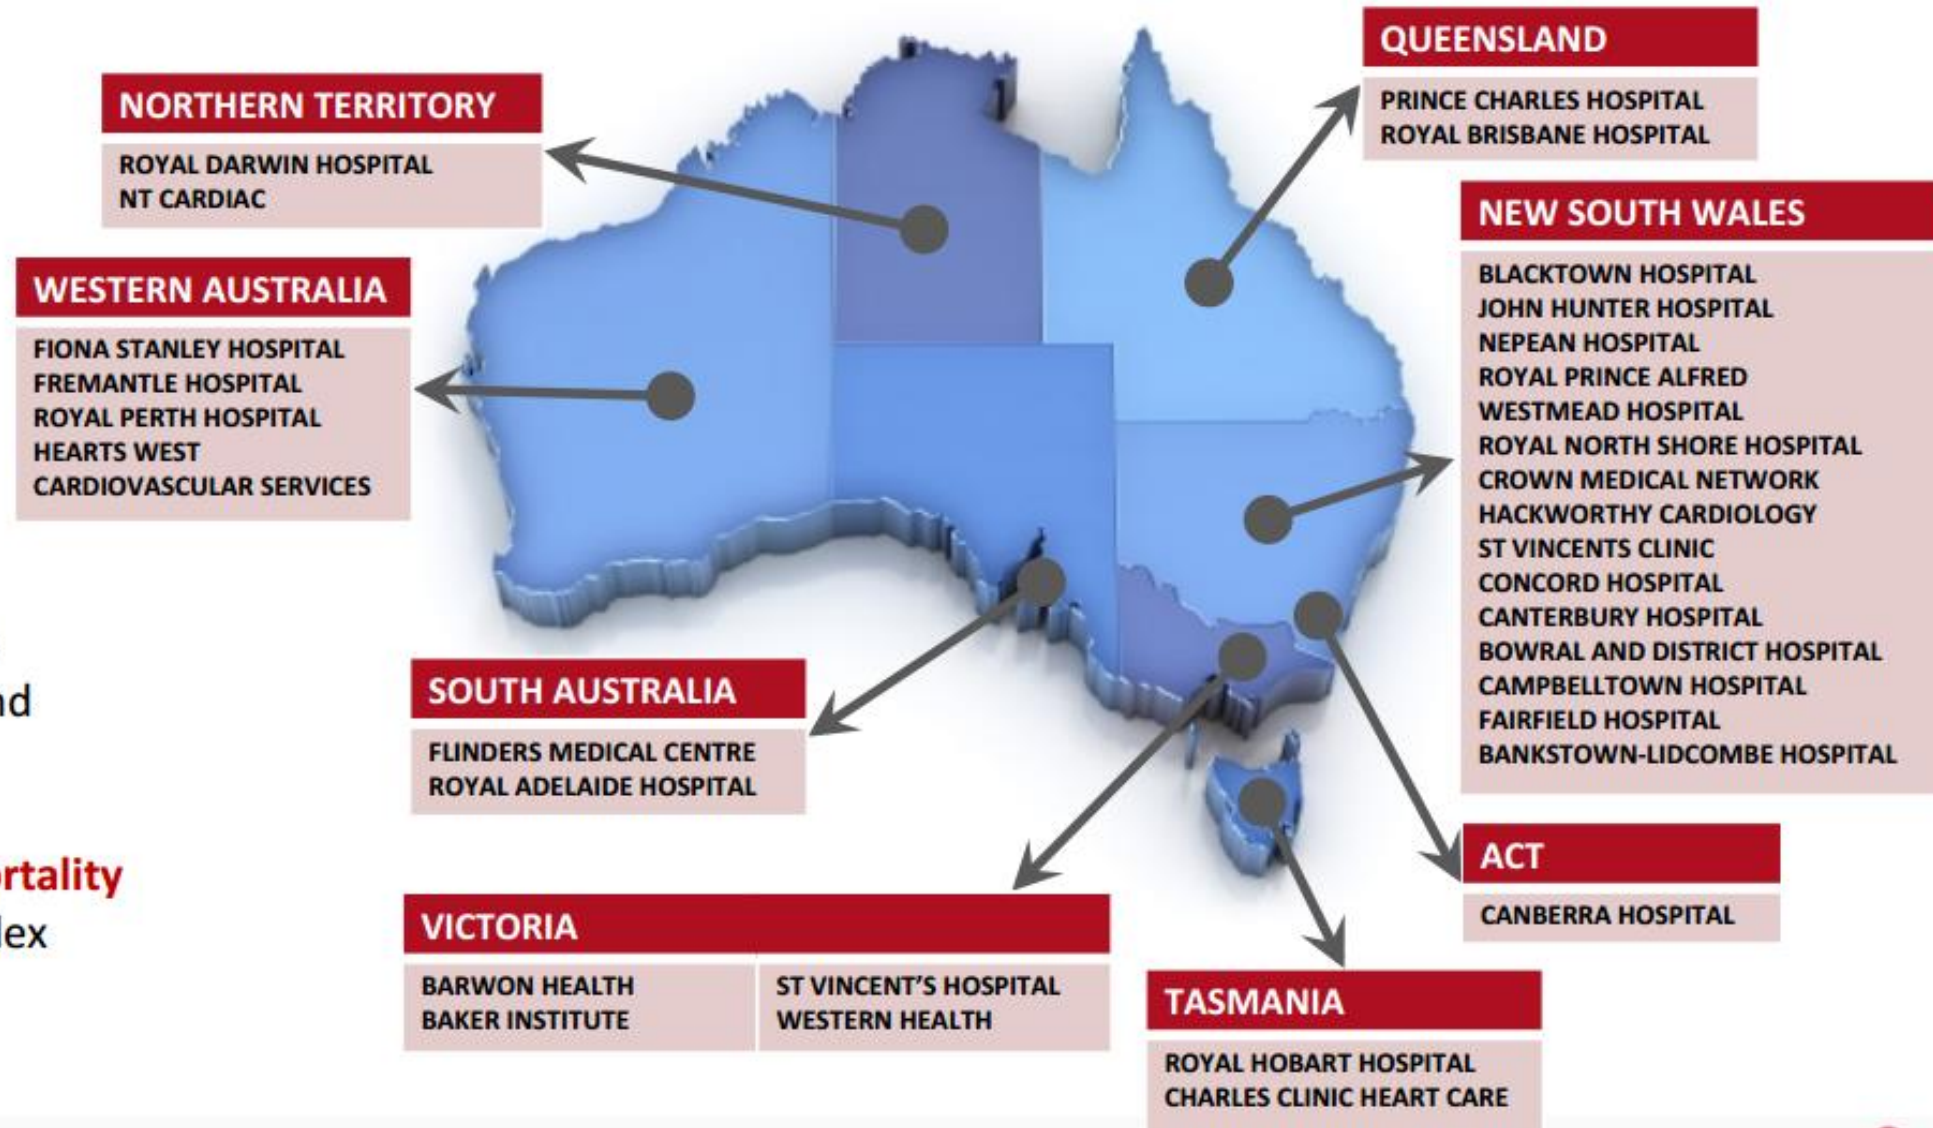 QUEENSLAND
PRINCE CHARLES HOSPITAL
ROYAL BRISBANE HOSPITAL
NORTHERN TERRITORY
ROYAL DARWIN HOSPITAL
NT CARDIAC
NEW SOUTH WALES
BLACKTOWN HOSPITAL
JOHN HUNTER HOSPITAL
NEPEAN HOSPITAL
ROYAL PRINCE ALFRED
WESTMEAD HOSPITAL
ROYAL NORTH SHORE HOSPITAL
CROWN MEDICAL NETWORK
HACKWORTHY CARDIOLOGY
ST VINCENTS CLINIC
CONCORD HOSPITAL
CANTERBURY HOSPITAL
BOWRAL AND DISTRICT HOSPITAL
CAMPBELLTOWN HOSPITAL
FAIRFIELD HOSPITAL
BANKSTOWN-LIDCOMBE HOSPITAL
WESTERN AUSTRALIA
FIONA STANLEY HOSPITAL
FREMANTLE HOSPITAL
ROYAL PERTH HOSPITAL
HEARTS WEST
CARDIOVASCULAR SERVICES
SOUTH AUSTRALIA
FLINDERS MEDICAL CENTRE
ROYAL ADELAIDE HOSPITAL
ACT
CANBERRA HOSPITAL
VICTORIA
BARWON HEALTH
BAKER INSTITUTE
ST VINCENT’S HOSPITAL
WESTERN HEALTH
TASMANIA
ROYAL HOBART HOSPITAL
CHARLES CLINIC HEART CARE